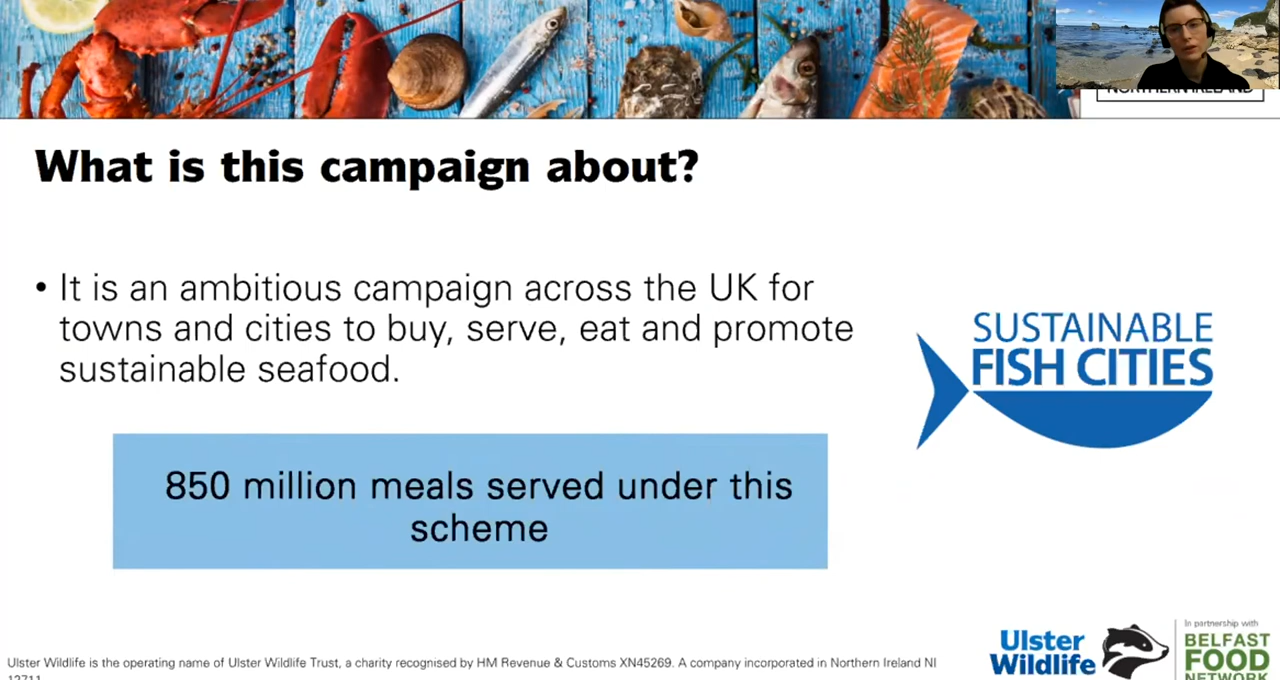 NORTHERN IRELAND
What is this campaign about?
• It is an ambitious campaign across the UK for
towns and cities to buy, serve, eat and promote
sustainable seafood.
SUSTAINABLE
FISH CITIES
850 million meals served under this
scheme
Ulster
Wildlife
In partnership with
BELFAST
FOOD
NETWORK
Ulster Wildlife is the operating name of Ulster Wildlife Trust, a charity recognised by HM Revenue & Customs XN45269. A company incorporated in Northern Ireland NI
12711